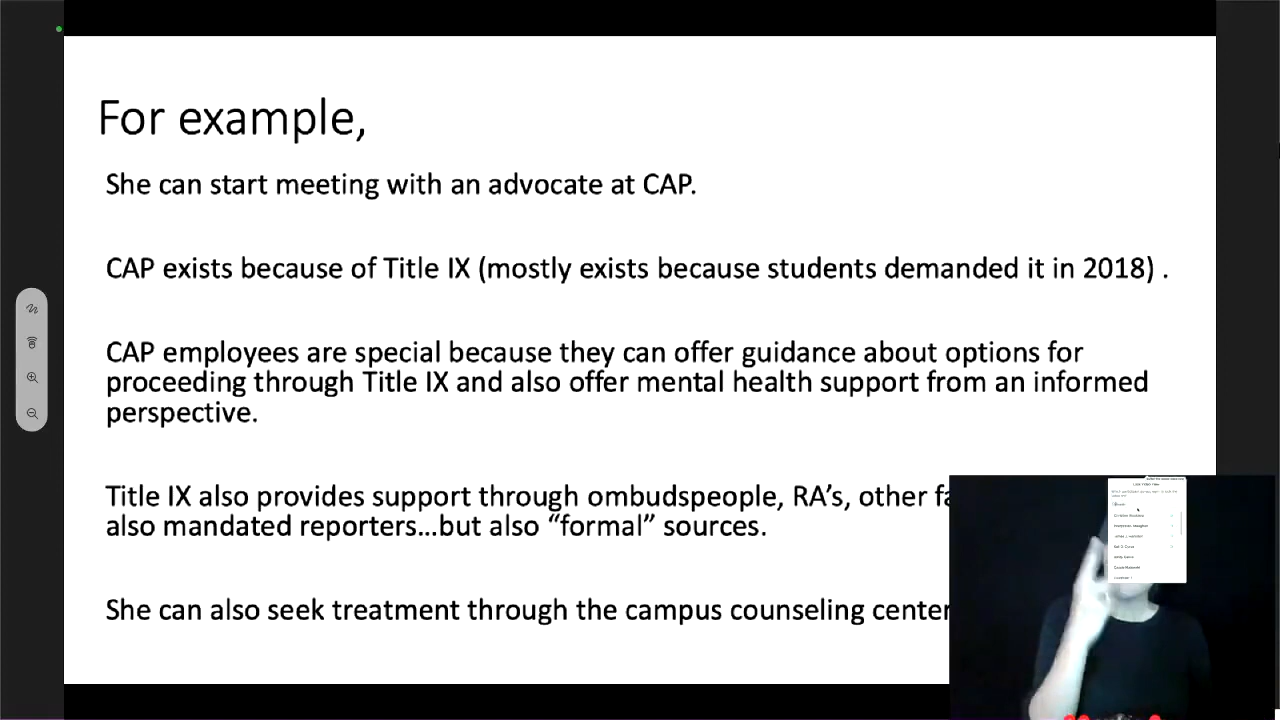 For example,
She can start meeting with an advocate at CAP.
CAP exists because of Title IX (mostly exists because students demanded it in 2018) .
CAP employees are special because they can offer guidance about options for
proceeding through Title IX and also offer mental health support from an informed
perspective.
Title IX also provides support through ombudspeople, RA’s, other
also mandated reporters...but also “formal” sources.
She can also seek treatment through the campus counseling center